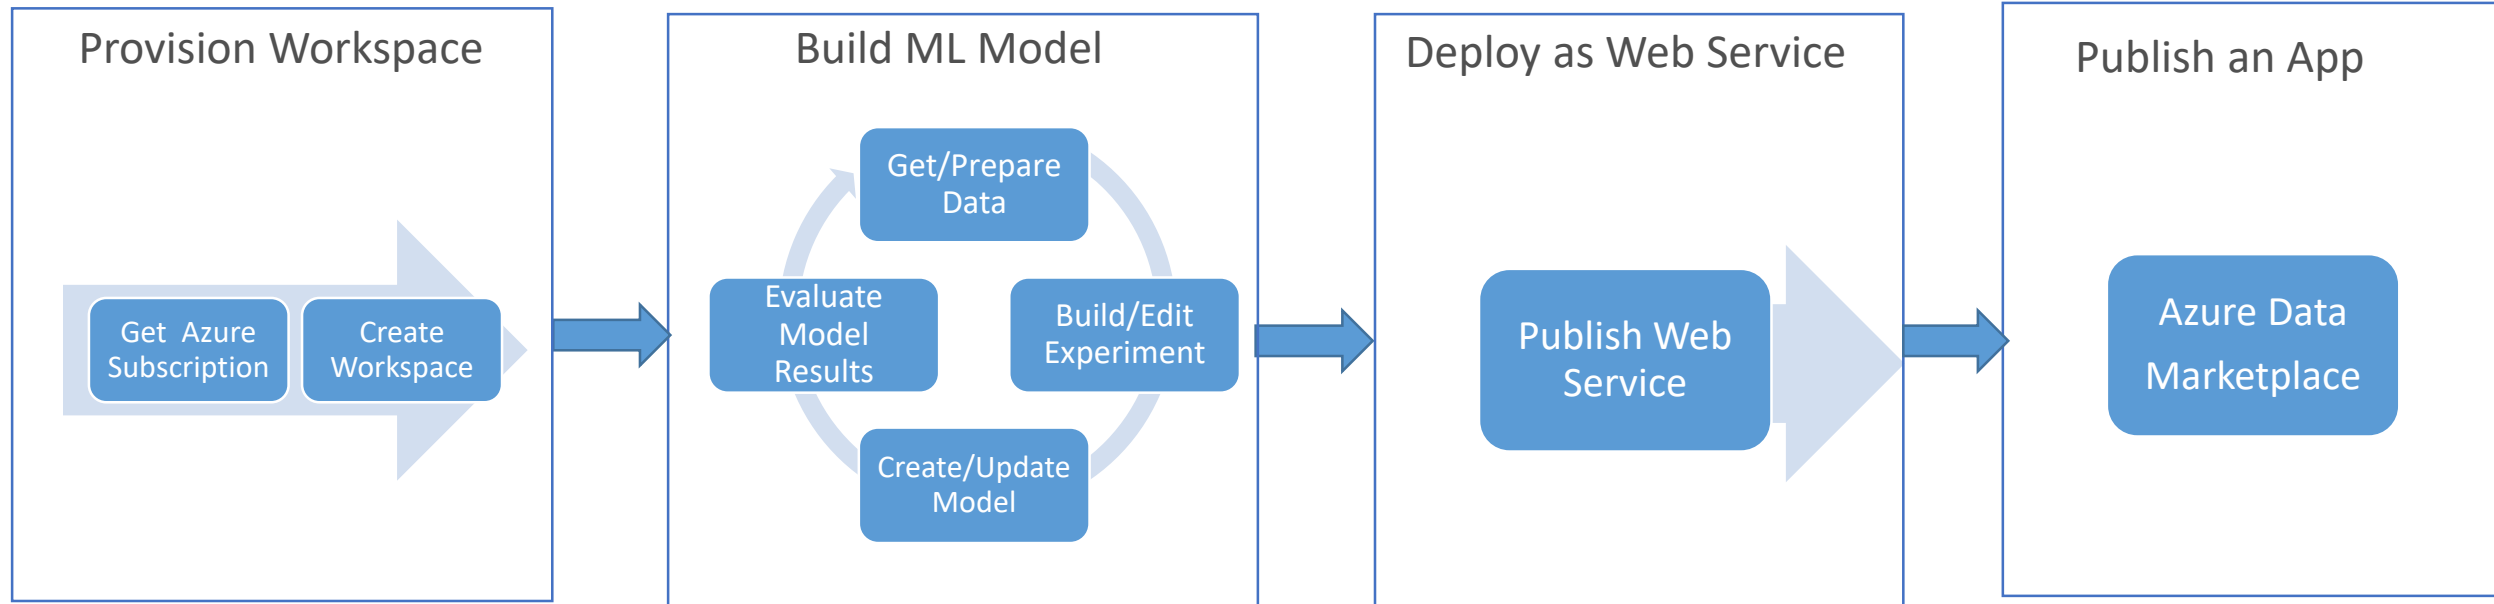 Provision Workspace
Get Azure
Subscription
Create
Workspace
Build ML Model
Get/Prepare
Data
Build/Edit
Experiment
Create/Update
Model
Evaluate
Model
Results
Deploy as Web Service
Publish Web
Service
Publish an App
Azure Data
Marketplace